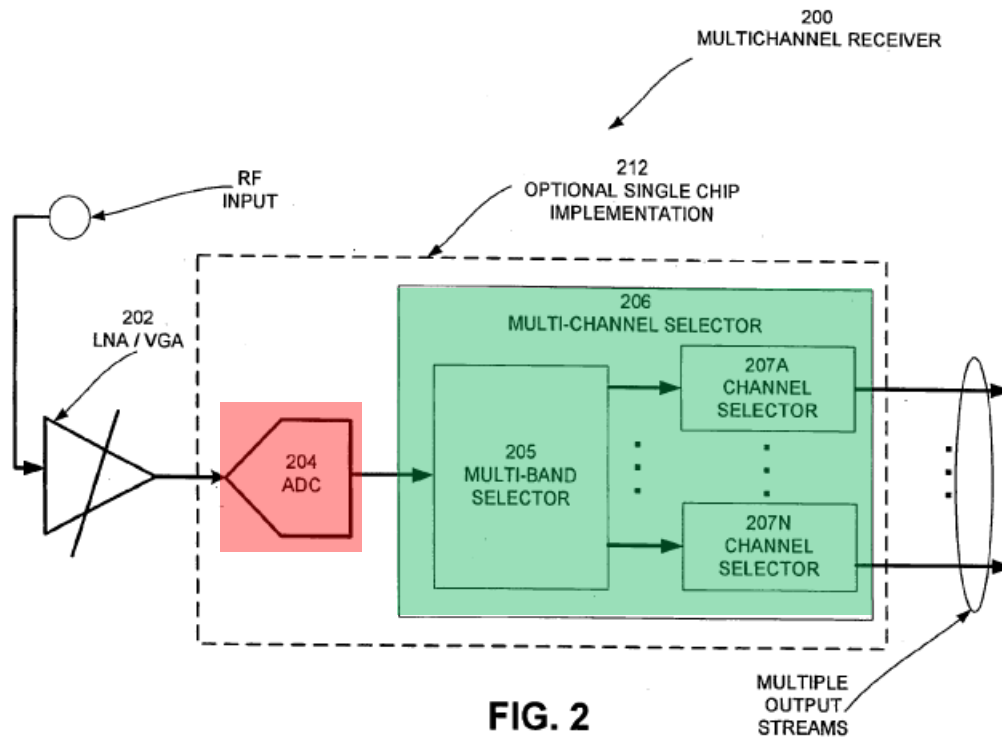 200
MULTICHANNEL RECEIVER
212
OPTIONAL SINGLE CHIP
IMPLEMENTATION
RF
INPUT
202
LNA / VGA
204
ADC
206
MULTI-CHANNEL SELECTOR
205
MULTI-BAND
SELECTOR
207A
CHANNEL
SELECTOR
207N
CHANNEL
SELECTOR
MULTIPLE
OUTPUT
STREAMS
FIG. 2